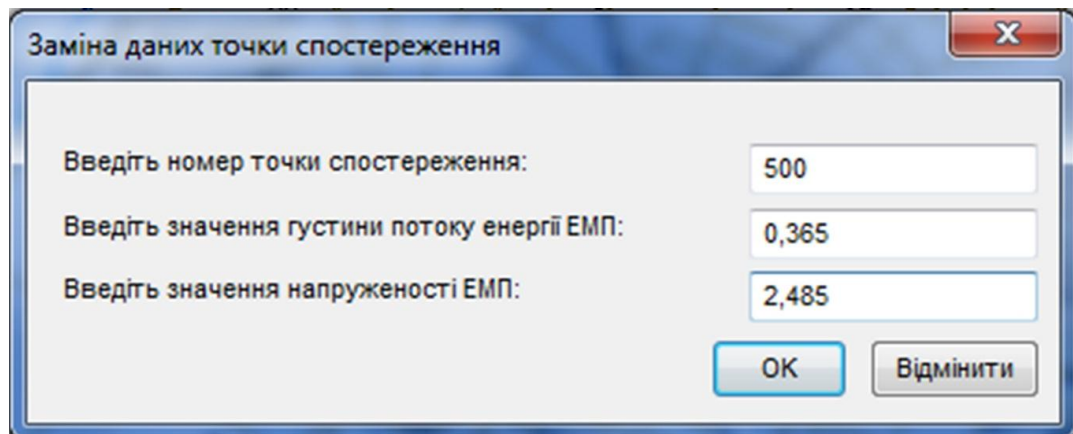 Заміна даних точки спостереження
Введіть номер точки спостереження: 500
Введіть значення густини потоку енергії ЕМП: 0,365
Введіть значення напруженості ЕМП: 2,485
OK Відмінити